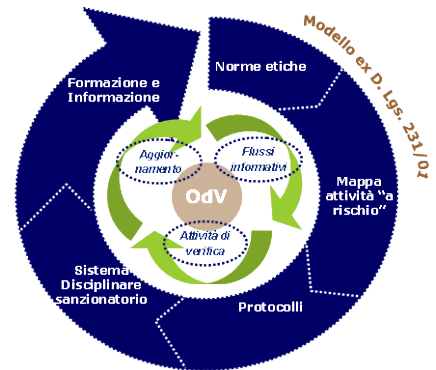 Modello ex D. Lgs. 231/01
Norme etiche
Mappa
attività “a
rischio”
Protocolli
Sistema
Disciplinare
sanzionatorio
Formazione e
Informazione
Flussi
informativi
Attività di
verifica
Aggior-
namento
OdV